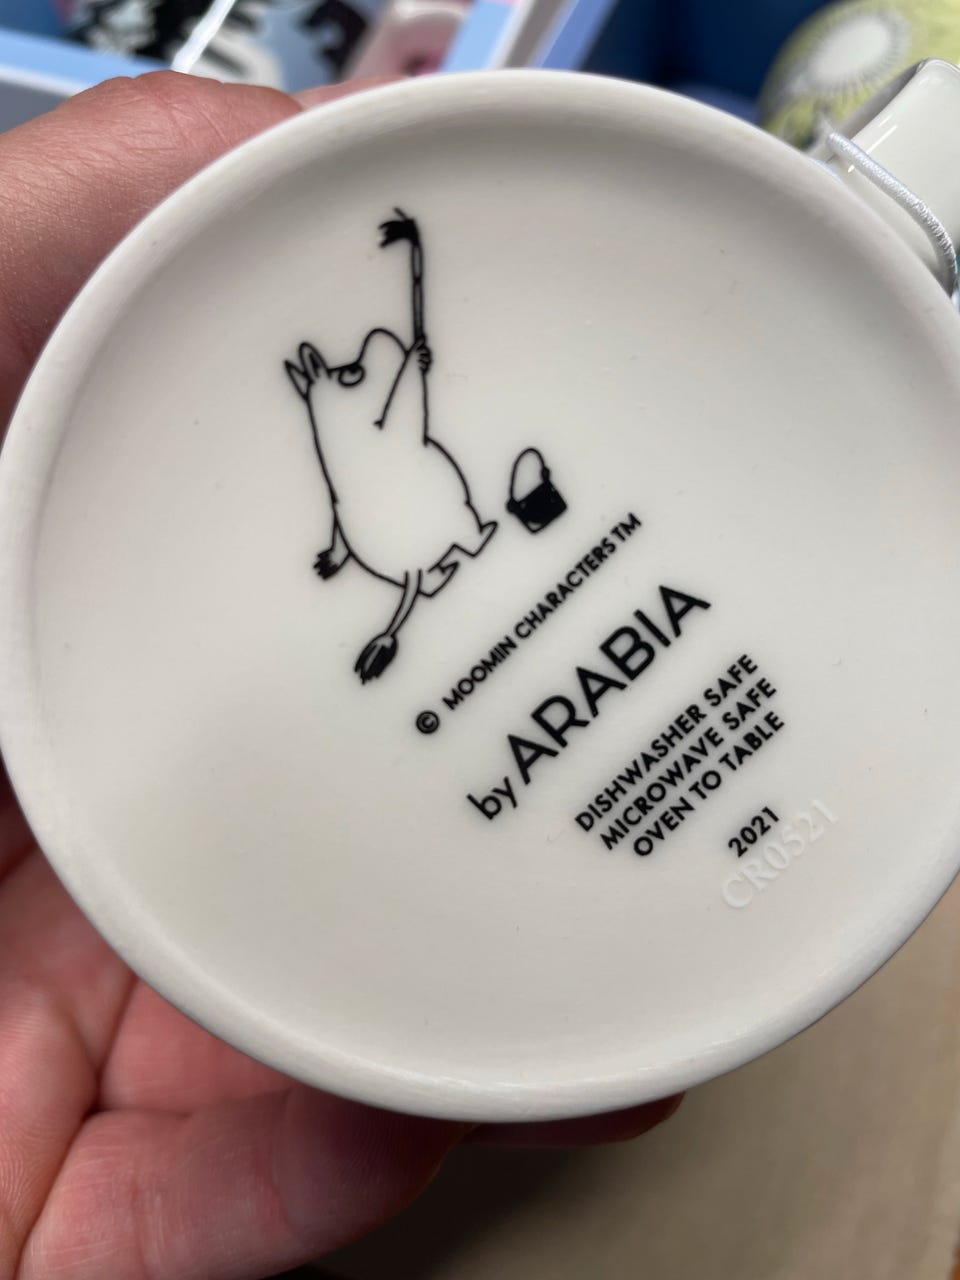 © MOOMIN CHARACTERS TM
by ARABIA
DISHWASHER SAFE
MICROWAVE SAFE
OVEN TO TABLE
2021
CR0521